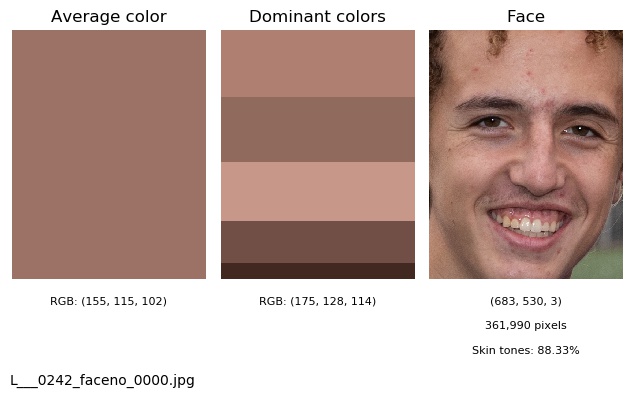 Average color
Dominant colors
Face
RGB: (155, 115, 102)
RGB: (175, 128, 114)
(683, 530, 3)
361,990 pixels
Skin tones: 88.33%
L___0242_faceno_0000.jpg